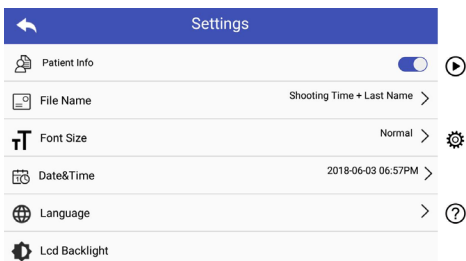 Settings
Patient Info
File Name Shooting Time + Last Name
Font Size Normal
Date&Time 2018-06-03 06:57PM
Language
Lcd Backlight